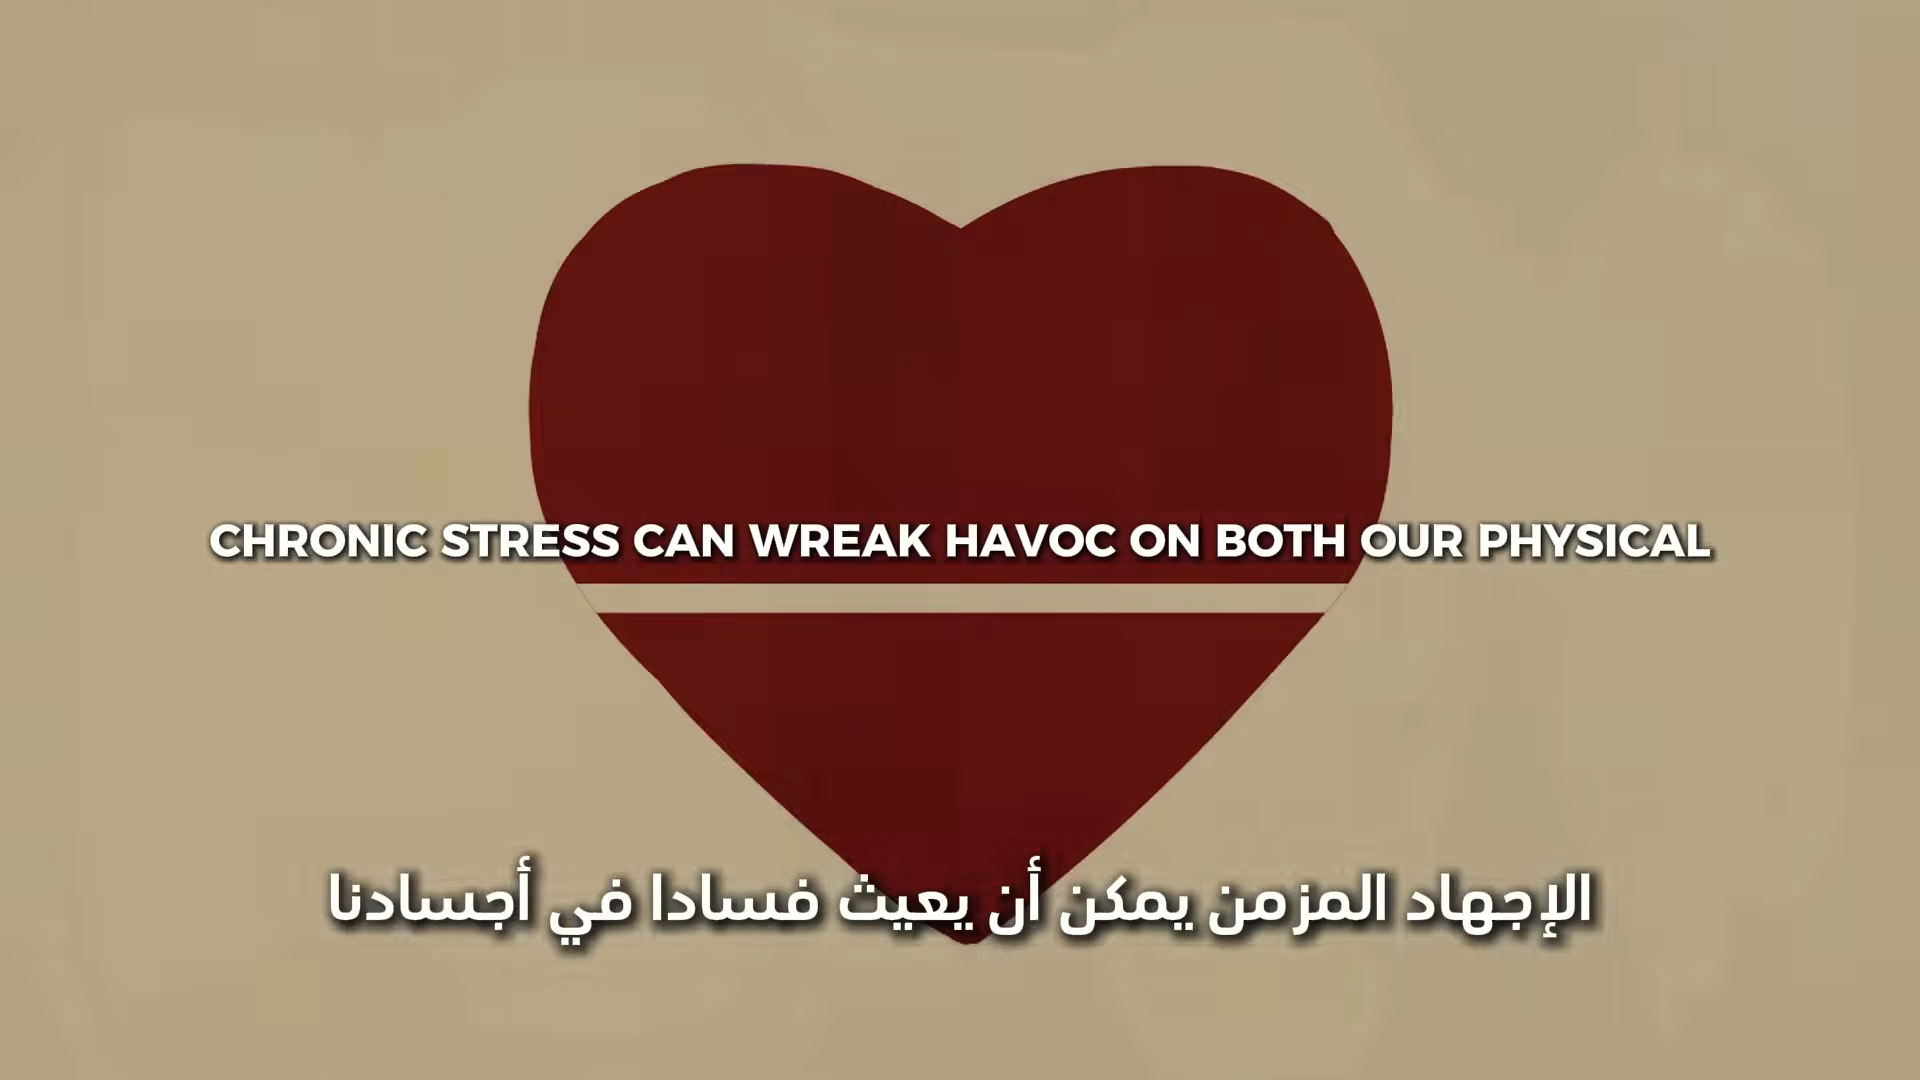 CHRONIC STRESS CAN WREAK HAVOC ON BOTH OUR PHYSICAL
الإجهاد المزمن يمكن أن يعيث فسادا في أجسادنا